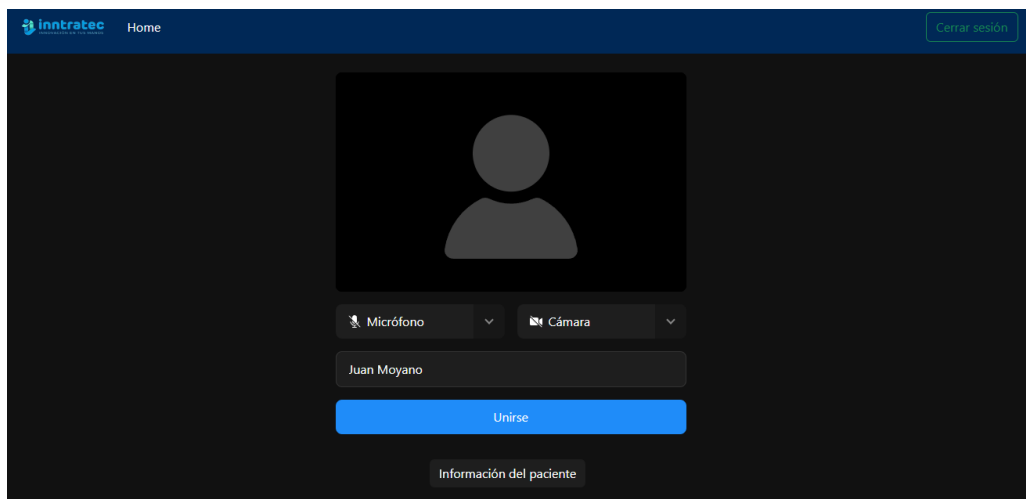 inntratec
Home
Cerrar sesión
Micrófono
Cámara
Juan Moyano
Unirse
Información del paciente